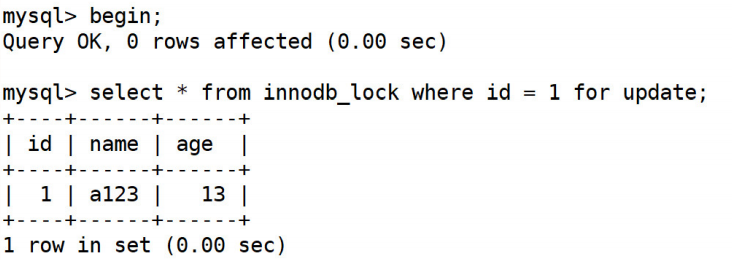 mysql> begin;
Query OK, 0 rows affected (0.00 sec)

mysql> select * from innodb_lock where id = 1 for update;
+----+------+------+
| id | name | age  |
+----+------+------+
|  1 | a123 |   13 |
+----+------+------+
1 row in set (0.00 sec)